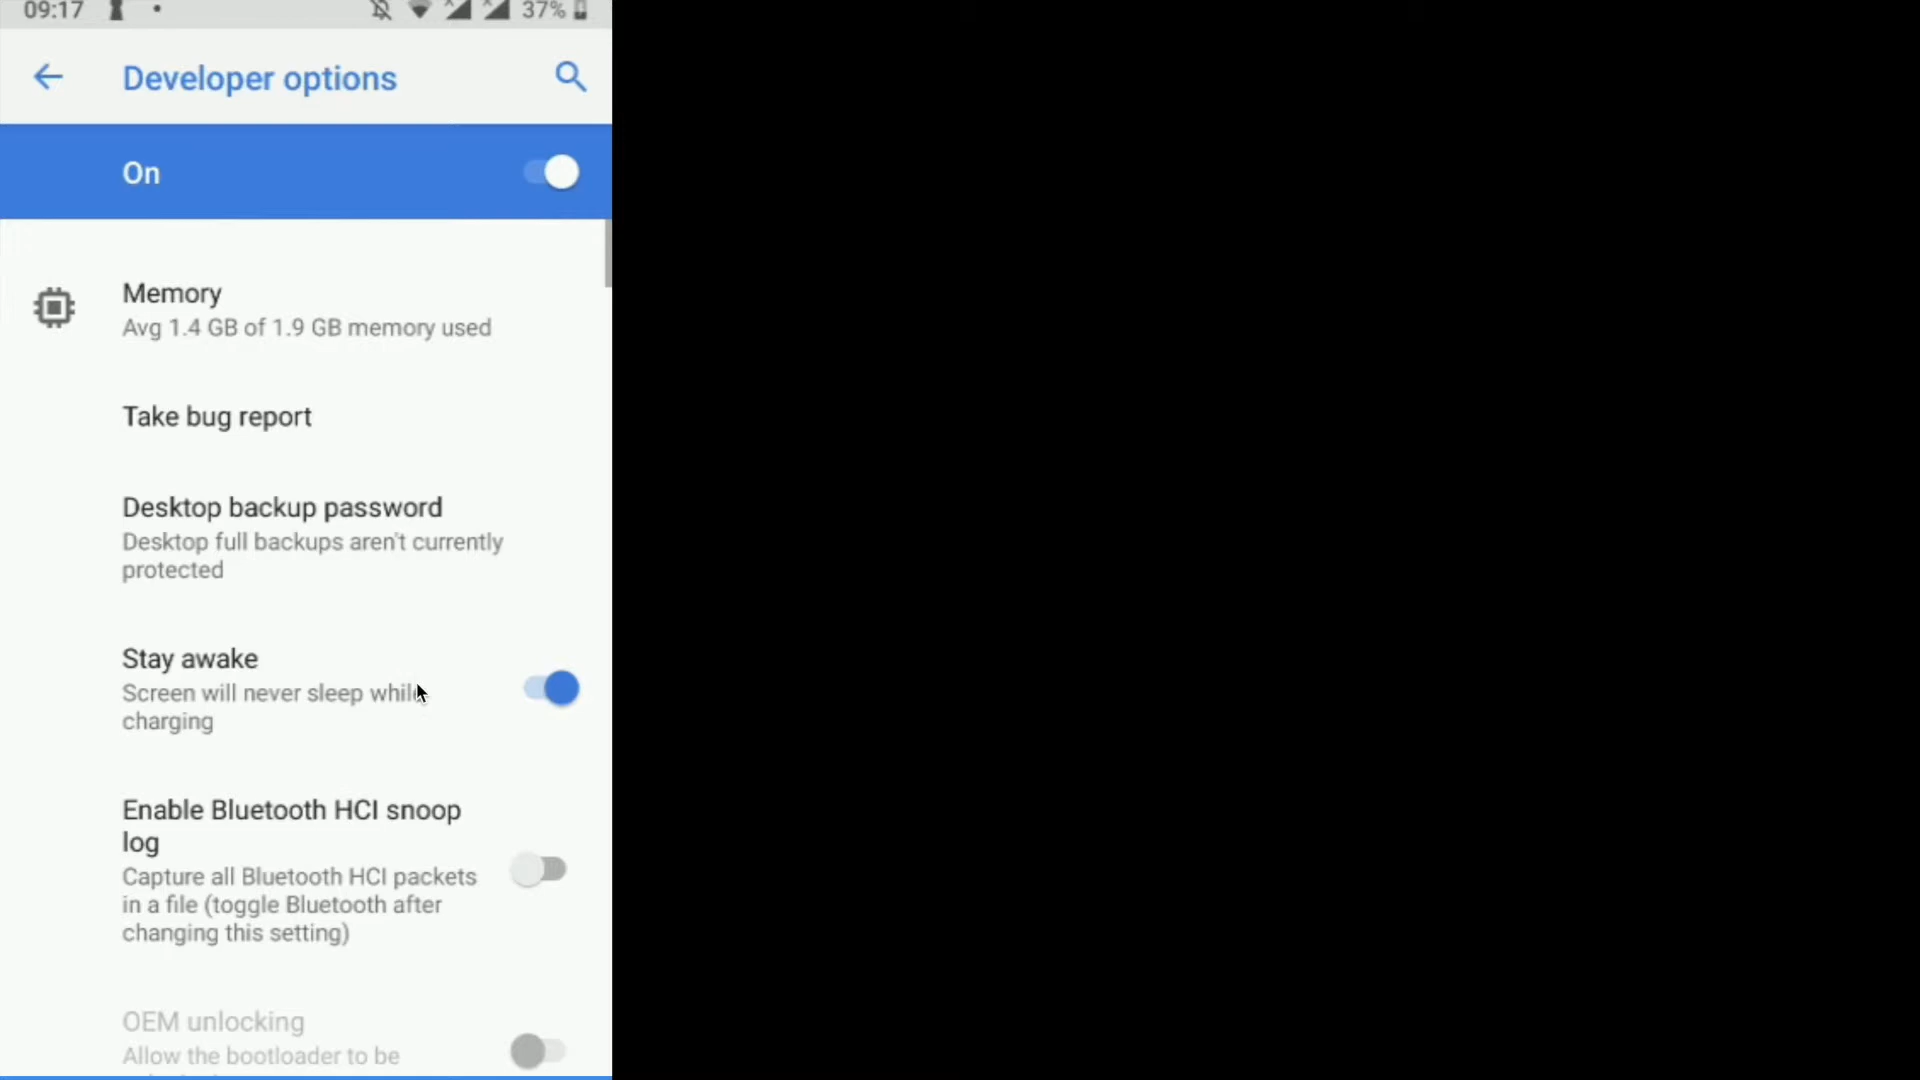 09:17 37%
Developer options
On
Memory
Avg 1.4 GB of 1.9 GB memory used
Take bug report
Desktop backup password
Desktop full backups aren't currently
protected
Stay awake
Screen will never sleep while
charging
Enable Bluetooth HCI snoop
log
Capture all Bluetooth HCI packets
in a file (toggle Bluetooth after
changing this setting)
OEM unlocking
Allow the bootloader to be